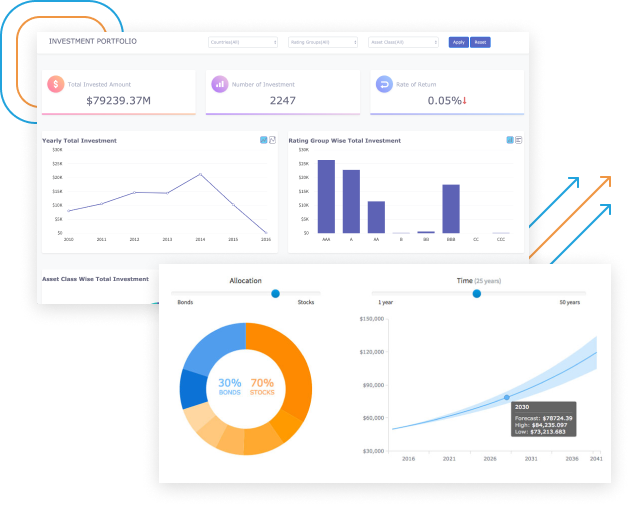 INVESTMENT PORTFOLIO
Countries(All)
Rating Groups(All)
Asset Class(All)
Apply
Reset
Total Invested Amount
$79239.37M
Number of Investment
2247
Rate of Return
0.05%↓
Yearly Total Investment
$30K
$25K
$20K
$15K
$10K
$5K
$0
2010 2011 2012 2013 2014 2015 2016
Rating Group Wise Total Investment
$30K
$25K
$20K
$15K
$10K
$5K
$0
AAA A AA B BB BBB CC CCC
Asset Class Wise Total Investment
Allocation
Bonds Stocks
30% 70%
BONDS STOCKS
Time (25 years)
1 year 50 years
$150,000
$120,000
$90,000
$60,000
$30,000
2016 2021 2026 2031 2036 2041
2030
Forecast: $78724.39
High: $84,235.097
Low: $73,213.683